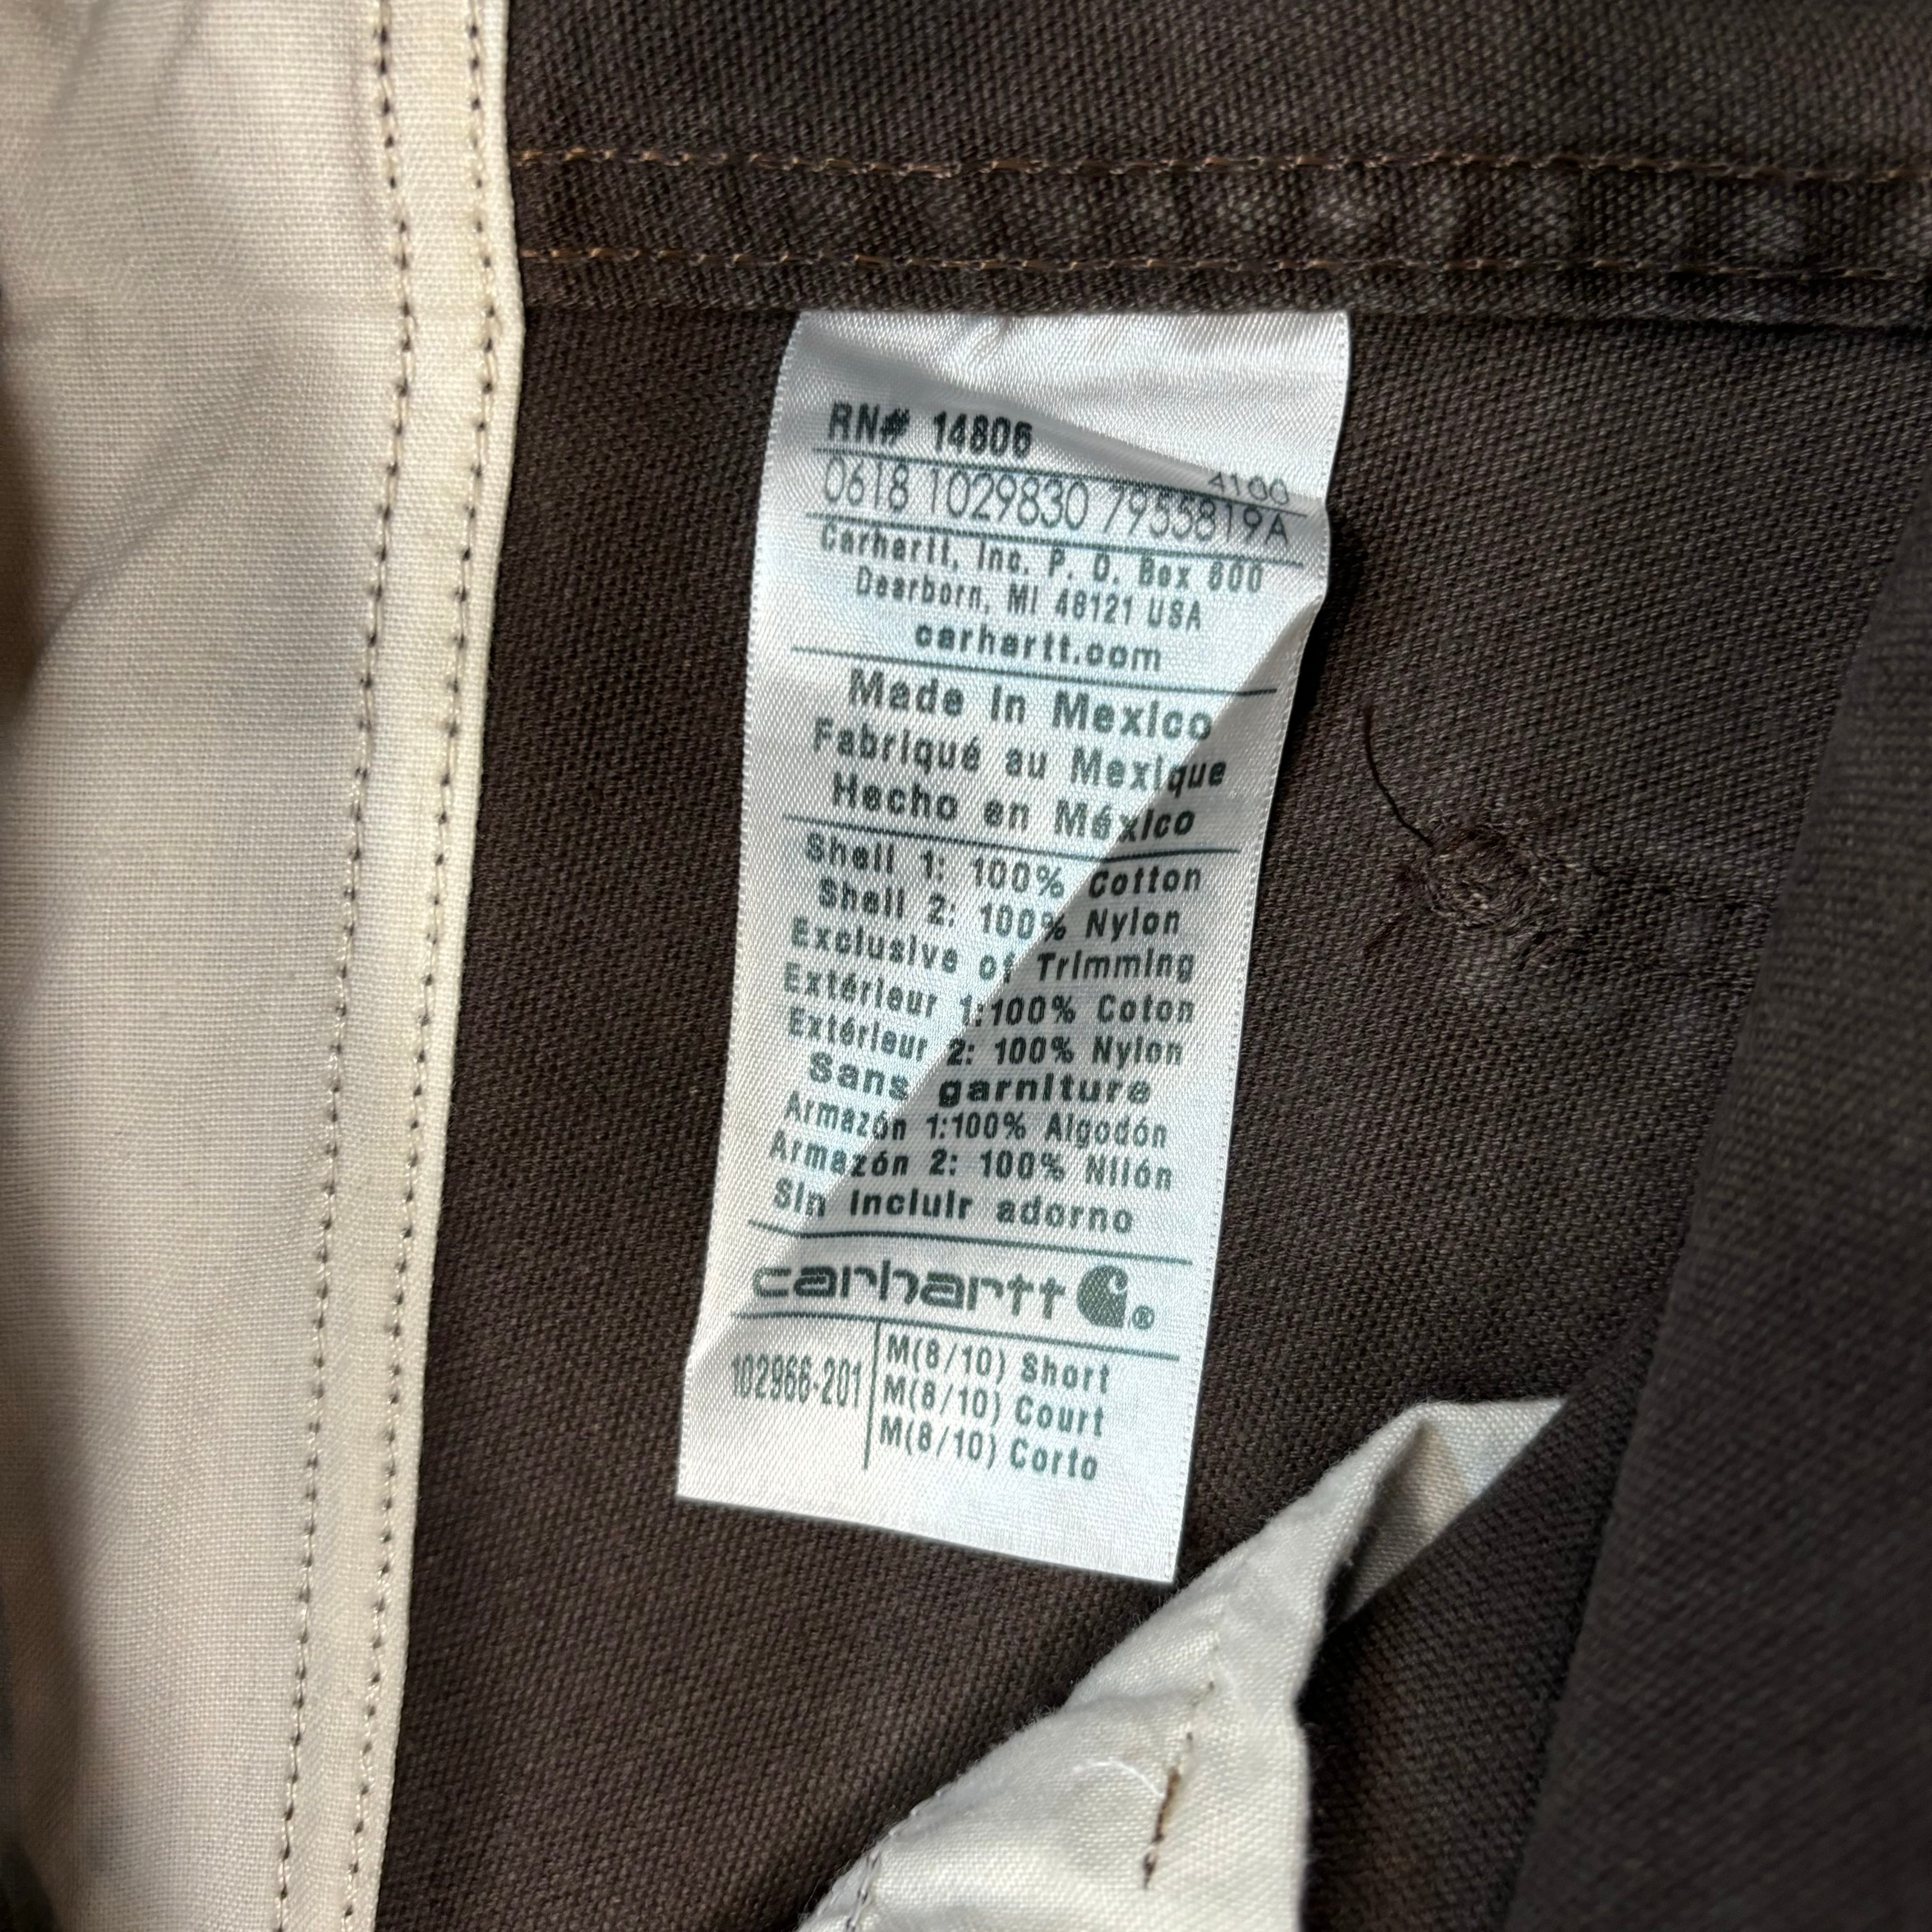 RN# 14806
4100
0618 1029830 7955819A
Carhartt, Inc. P. O. Box 600
Dearborn, MI 48121 USA
carhartt.com
Made in Mexico
Fabriqué au Mexique
Hecho en México
Shell 1: 100% Cotton
Shell 2: 100% Nylon
Exclusive of Trimming
Extérieur 1:100% Coton
Extérieur 2: 100% Nylon
Sans garniture
Armazón 1:100% Algodón
Armazón 2: 100% Nilón
Sin incluir adorno
carhartt ®
102966-201
M(8/10) Short
M(8/10) Court
M(8/10) Corto